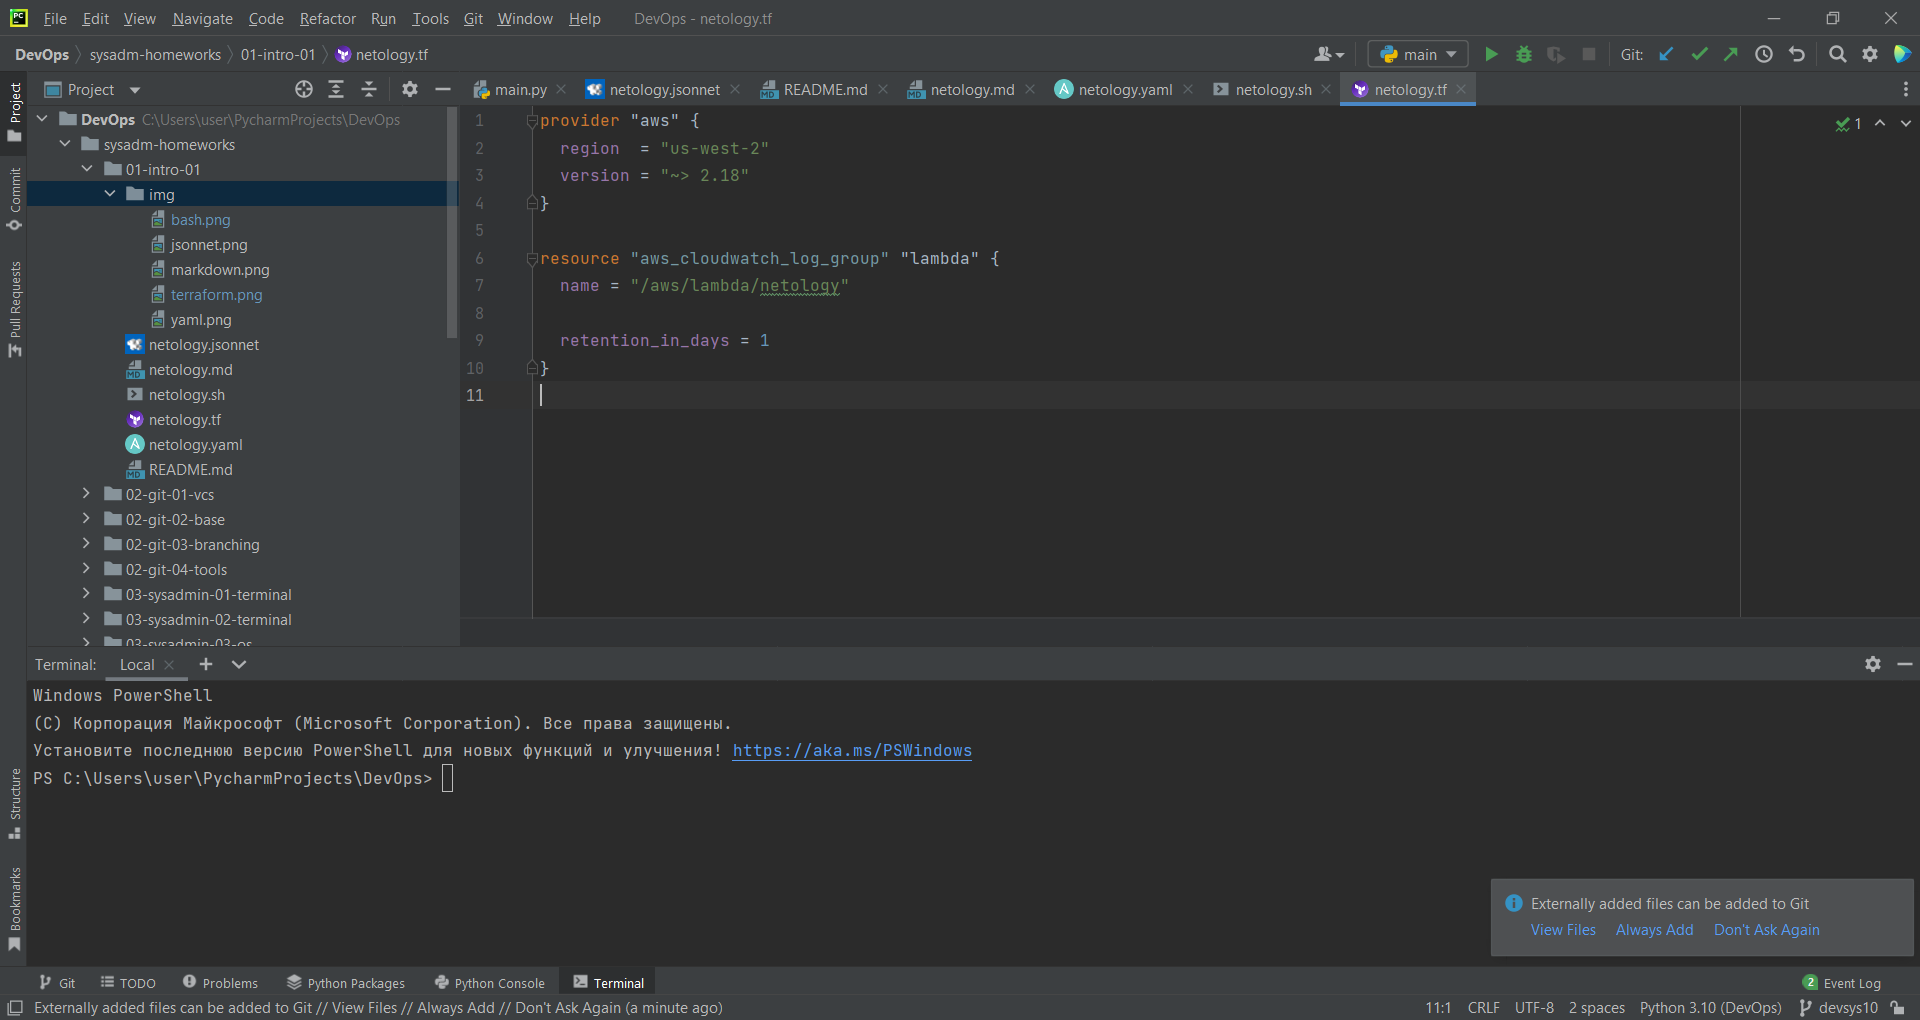 File Edit View Navigate Code Refactor Run Tools Git Window Help DevOps - netology.tf
DevOps sysadm-homeworks 01-intro-01 netology.tf main Git:
Project
main.py netology.jsonnet README.md netology.md netology.yaml netology.sh netology.tf
Project
Commit
Pull Requests
Structure
Bookmarks
DevOps C:\Users\user\PycharmProjects\DevOps
sysadm-homeworks
01-intro-01
img
bash.png
jsonnet.png
markdown.png
terraform.png
yaml.png
netology.jsonnet
netology.md
netology.sh
netology.tf
netology.yaml
README.md
02-git-01-vcs
02-git-02-base
02-git-03-branching
02-git-04-tools
03-sysadmin-01-terminal
03-sysadmin-02-terminal
03-sysadmin-03-os
1 provider "aws" {
2 region  = "us-west-2"
3 version = "~> 2.18"
4 }
5
6 resource "aws_cloudwatch_log_group" "lambda" {
7 name = "/aws/lambda/netology"
8
9 retention_in_days = 1
10 }
11
1
Terminal: Local
Windows PowerShell
(C) Корпорация Майкрософт (Microsoft Corporation). Все права защищены.
Установите последнюю версию PowerShell для новых функций и улучшения! https://aka.ms/PSWindows
PS C:\Users\user\PycharmProjects\DevOps>
Externally added files can be added to Git
View Files Always Add Don't Ask Again
Git TODO Problems Python Packages Python Console Terminal 2 Event Log
Externally added files can be added to Git // View Files // Always Add // Don't Ask Again (a minute ago) 11:1 CRLF UTF-8 2 spaces Python 3.10 (DevOps) devsys10